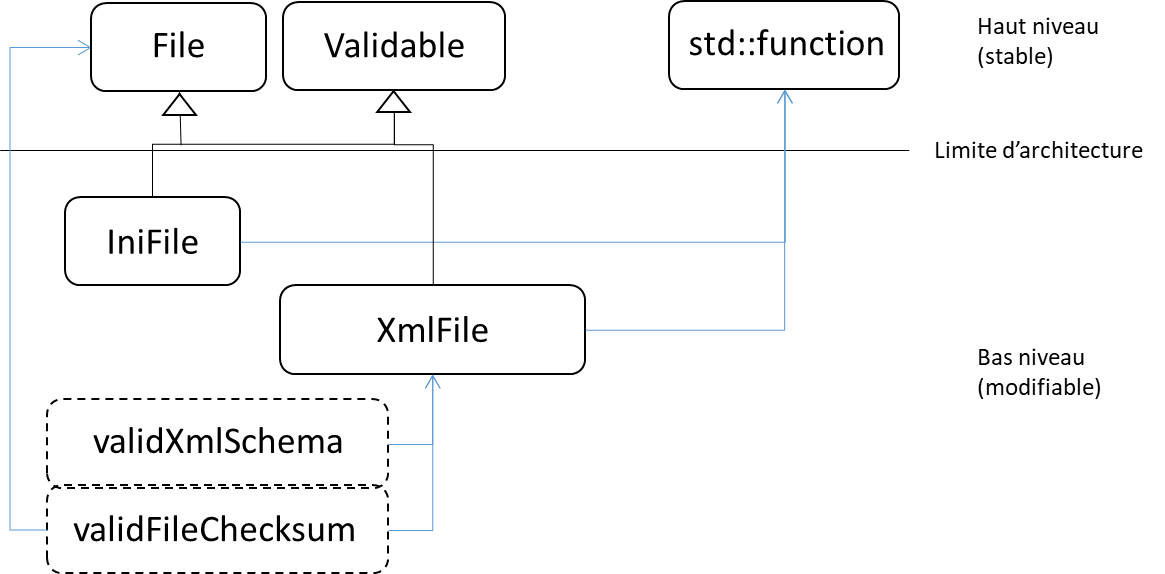 File
Validable
std::function
Haut niveau
(stable)
Limite d’architecture
IniFile
XmlFile
Bas niveau
(modifiable)
validXmlSchema
validFileChecksum